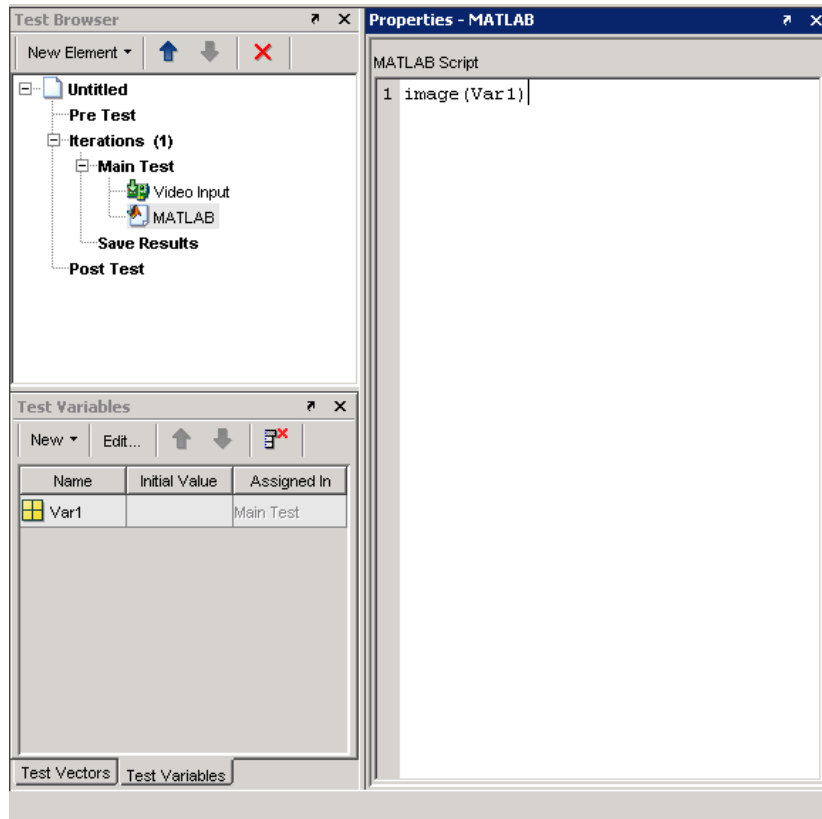 Test Browser
New Element
Untitled
Pre Test
Iterations (1)
Main Test
Video Input
MATLAB
Save Results
Post Test
Test Variables
New
Edit...
Name Initial Value Assigned In
Var1 Main Test
Test Vectors Test Variables
Properties - MATLAB
MATLAB Script
1 image(Var1)